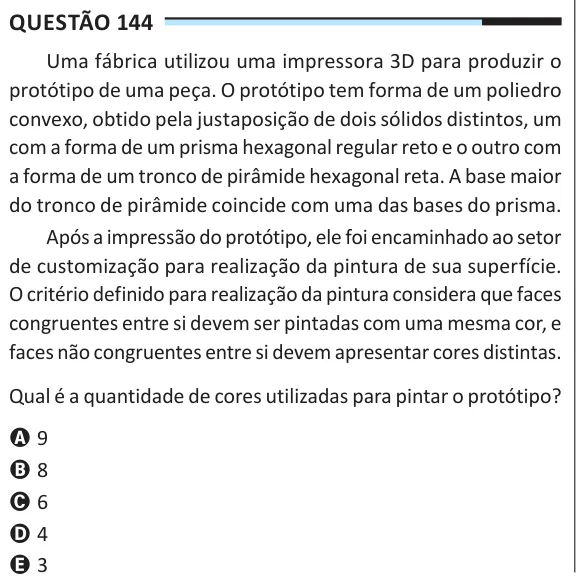 QUESTÃO 144
Uma fábrica utilizou uma impressora 3D para produzir o
protótipo de uma peça. O protótipo tem forma de um poliedro
convexo, obtido pela justaposição de dois sólidos distintos, um
com a forma de um prisma hexagonal regular reto e o outro com
a forma de um tronco de pirâmide hexagonal reta. A base maior
do tronco de pirâmide coincide com uma das bases do prisma.
Após a impressão do protótipo, ele foi encaminhado ao setor
de customização para realização da pintura de sua superfície.
O critério definido para realização da pintura considera que faces
congruentes entre si devem ser pintadas com uma mesma cor, e
faces não congruentes entre si devem apresentar cores distintas.
Qual é a quantidade de cores utilizadas para pintar o protótipo?
A 9
B 8
C 6
D 4
E 3